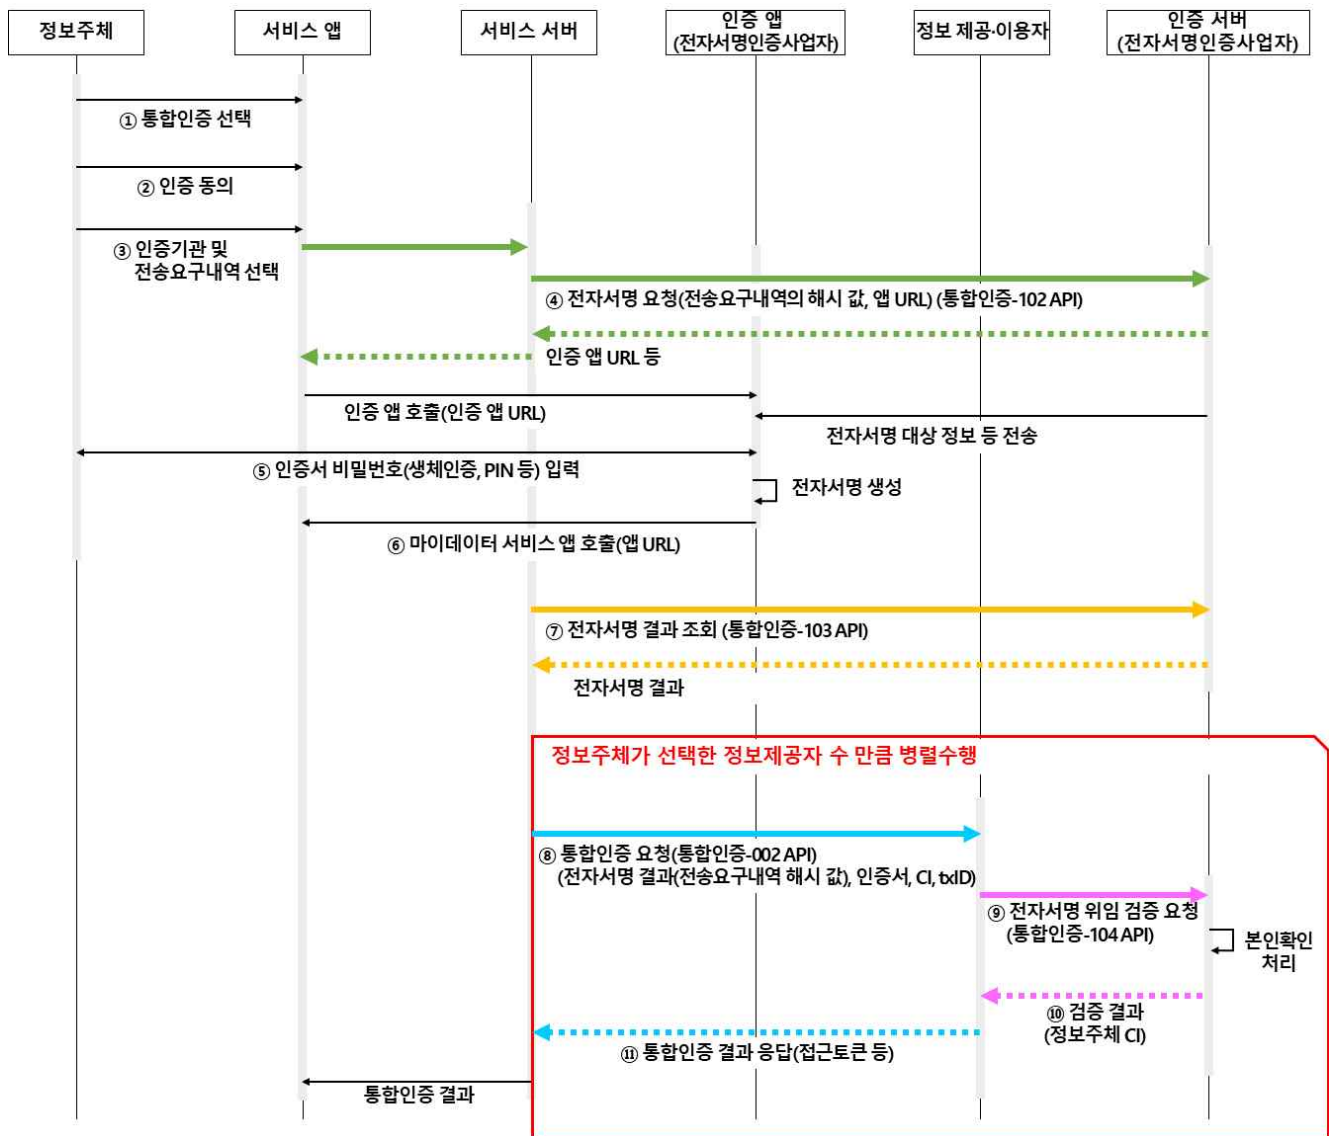 정보주체
서비스 앱
서비스 서버
인증 앱
(전자서명인증사업자)
정보 제공·이용자
인증 서버
(전자서명인증사업자)
① 통합인증 선택
② 인증 동의
③ 인증기관 및
전송요구내역 선택
④ 전자서명 요청(전송요구내역의 해시 값, 앱 URL) (통합인증-102 API)
인증 앱 URL 등
인증 앱 호출(인증 앱 URL)
전자서명 대상 정보 등 전송
⑤ 인증서 비밀번호(생체인증, PIN 등) 입력
전자서명 생성
⑥ 마이데이터 서비스 앱 호출(앱 URL)
⑦ 전자서명 결과 조회 (통합인증-103 API)
전자서명 결과
정보주체가 선택한 정보제공자 수 만큼 병렬수행
⑧ 통합인증 요청(통합인증-002 API)
(전자서명 결과(전송요구내역 해시 값), 인증서, CI, txID)
⑨ 전자서명 위임 검증 요청
(통합인증-104 API)
본인확인
처리
⑩ 검증 결과
(정보주체 CI)
⑪ 통합인증 결과 응답(접근토큰 등)
통합인증 결과